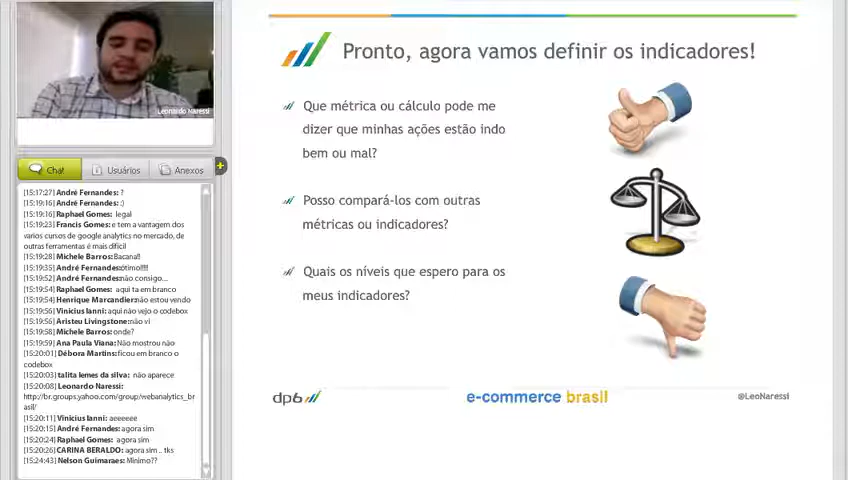 Leonardo Naressi
Chat
Usuários
Anexos
[15:17:27] André Fernandes: ?
[15:19:16] André Fernandes: :)
[15:19:16] Raphael Gomes: legal
[15:19:23] Francis Gomes: e tem a vantagem dos
varios cursos de google analytics no mercado, de
outras ferramentas é mais difícil
[15:19:28] Michele Barros: Bacana!!
[15:19:35] André Fernandes: ótimo!!!!
[15:19:52] André Fernandes: não consigo...
[15:19:54] Raphael Gomes: aqui ta em branco
[15:19:54] Henrique Marcandier: não estou vendo
[15:19:56] Vinicius Ianni: aqui não vejo o codebox
[15:19:56] Aristeu Livingstone: não vi
[15:19:58] Michele Barros: onde?
[15:19:59] Ana Paula Viana: Não mostrou não
[15:20:01] Débora Martins: ficou em branco o
codebox
[15:20:03] talita lemes da silva: não aparece
[15:20:08] Leonardo Naressi:
http://br.groups.yahoo.com/group/webanalytics_br
asil/
[15:20:11] Vinicius Ianni: aeeeeee
[15:20:15] André Fernandes: agora sim
[15:20:24] Raphael Gomes: agora sim
[15:20:26] CARINA BERALDO: agora sim .. tks
[15:24:43] Nelson Guimaraes: Mínimo??
Pronto, agora vamos definir os indicadores!
Que métrica ou cálculo pode me
dizer que minhas ações estão indo
bem ou mal?
Posso compará-los com outras
métricas ou indicadores?
Quais os níveis que espero para os
meus indicadores?
dp6
e-commerce brasil
@LeoNaressi